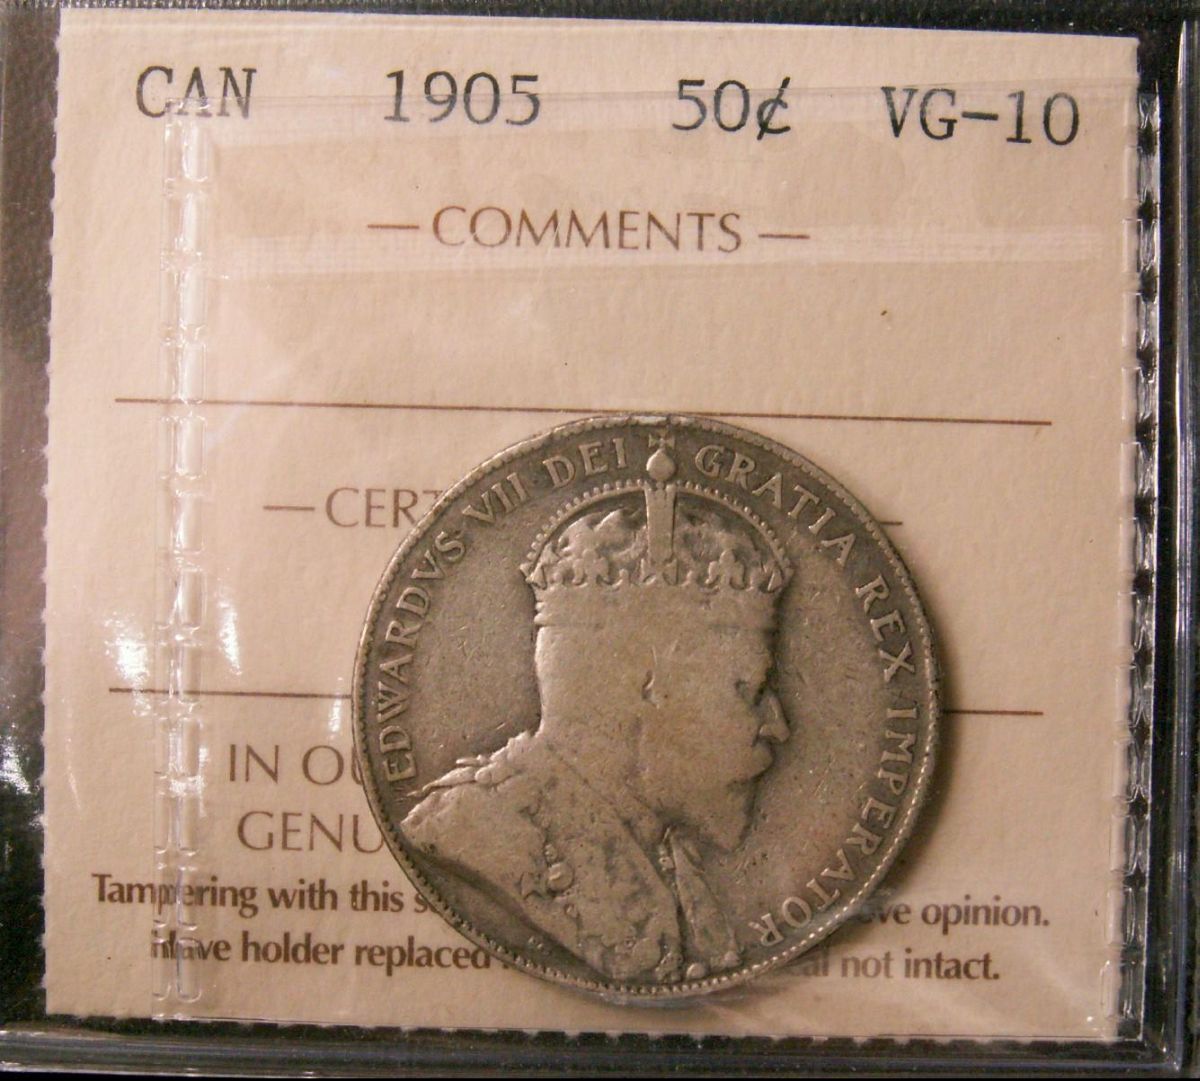 CAN 1905 50¢ VG-10
— COMMENTS —
— CERT —
IN OU
GENU
Tampering with this s ve opinion.
Have holder replaced al not intact.
EDWARDVS VII DEI GRATIA REX IMPERATOR